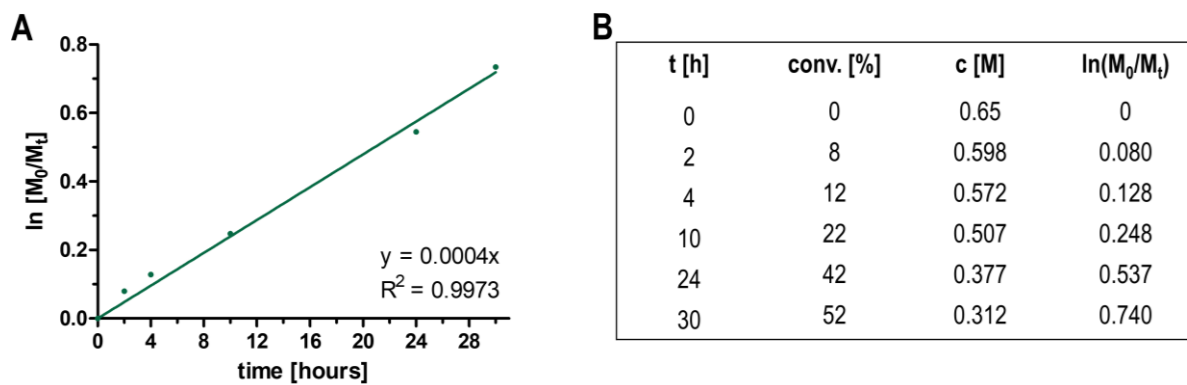 A
ln [M₀/Mₜ]
0.8
0.6
0.4
0.2
0.0
0 4 8 12 16 20 24 28
time [hours]
y = 0.0004x
R² = 0.9973
B
t [h] conv. [%] c [M] ln(M₀/Mₜ)
0 0 0.65 0
2 8 0.598 0.080
4 12 0.572 0.128
10 22 0.507 0.248
24 42 0.377 0.537
30 52 0.312 0.740